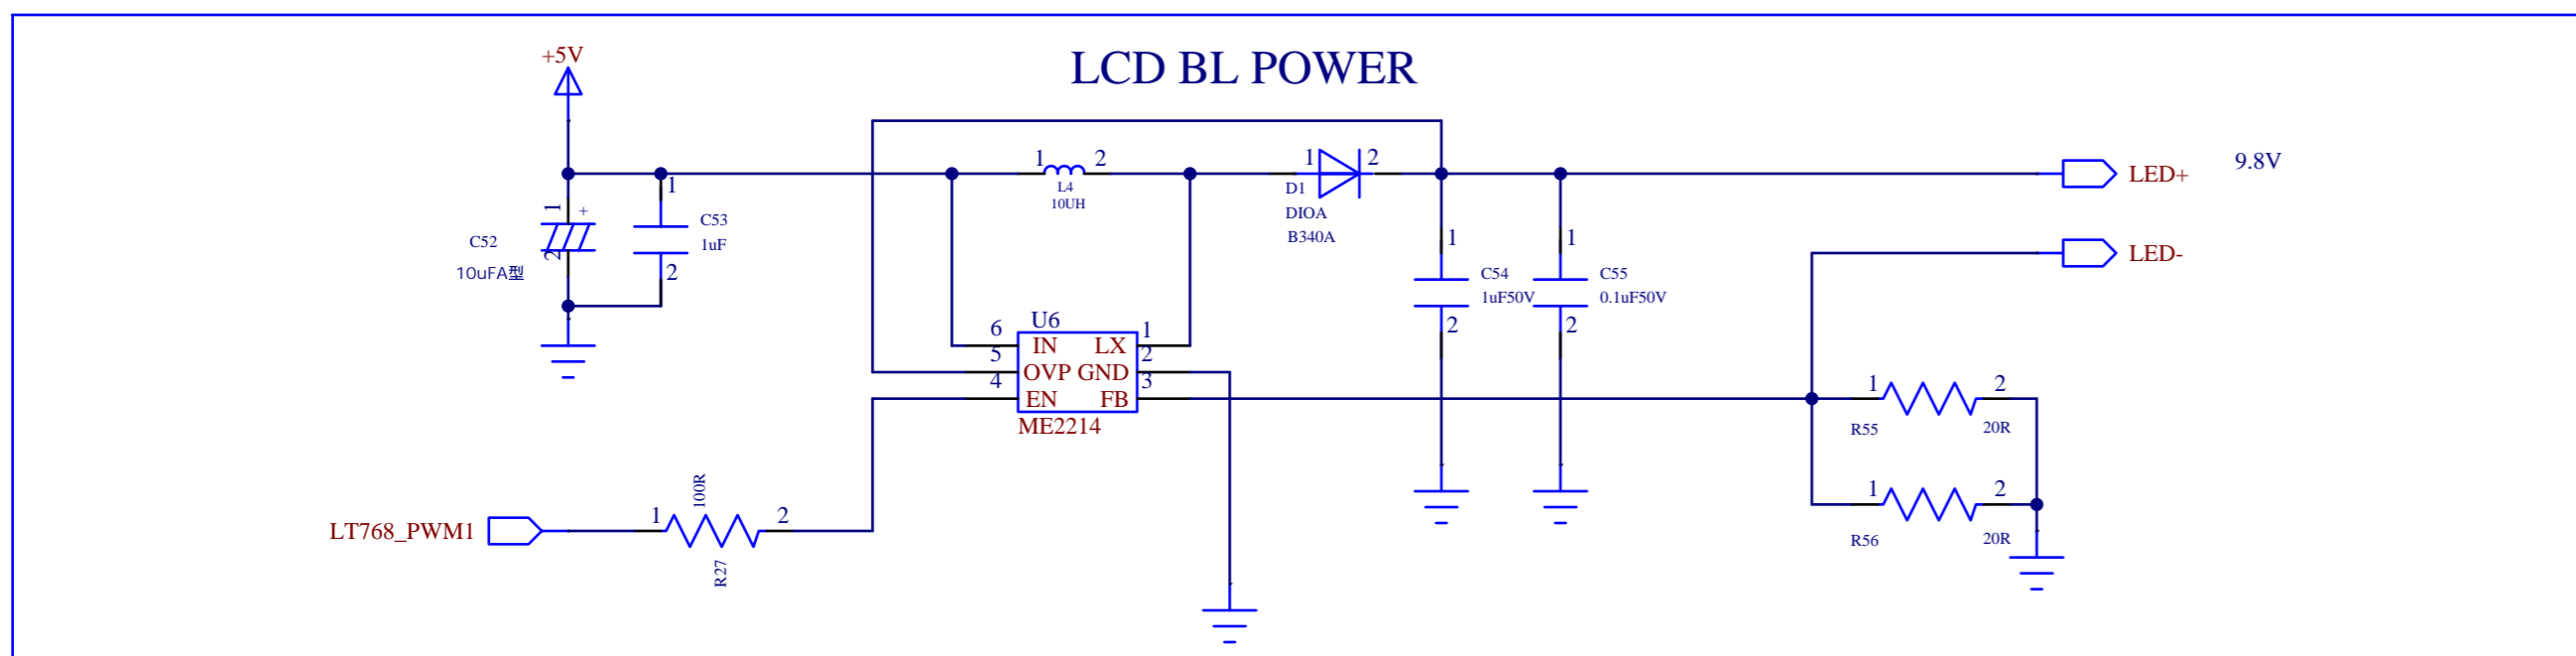 LCD BL POWER
+5V
1
+
2
C52
10uFA型
1
C53
1uF
2
1
2
L4
10UH
1
2
D1
DIOA
B340A
LED+
9.8V
LED-
1
C54
1uF50V
2
1
C55
0.1uF50V
2
U6
6
IN
LX
1
5
OVP
GND
2
4
EN
FB
3
ME2214
1
2
R55
20R
1
2
R56
20R
LT768_PWM1
1
100R
2
R27